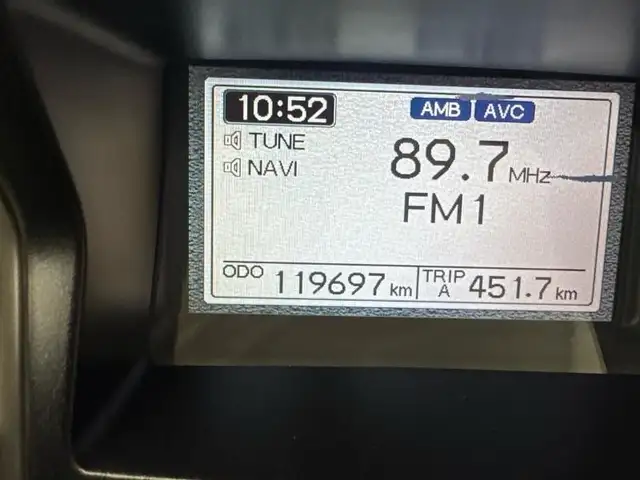 10:52 AMB AVC
TUNE
89.7 MHz
NAVI
FM1
ODO 119697 km TRIP A 451.7 km